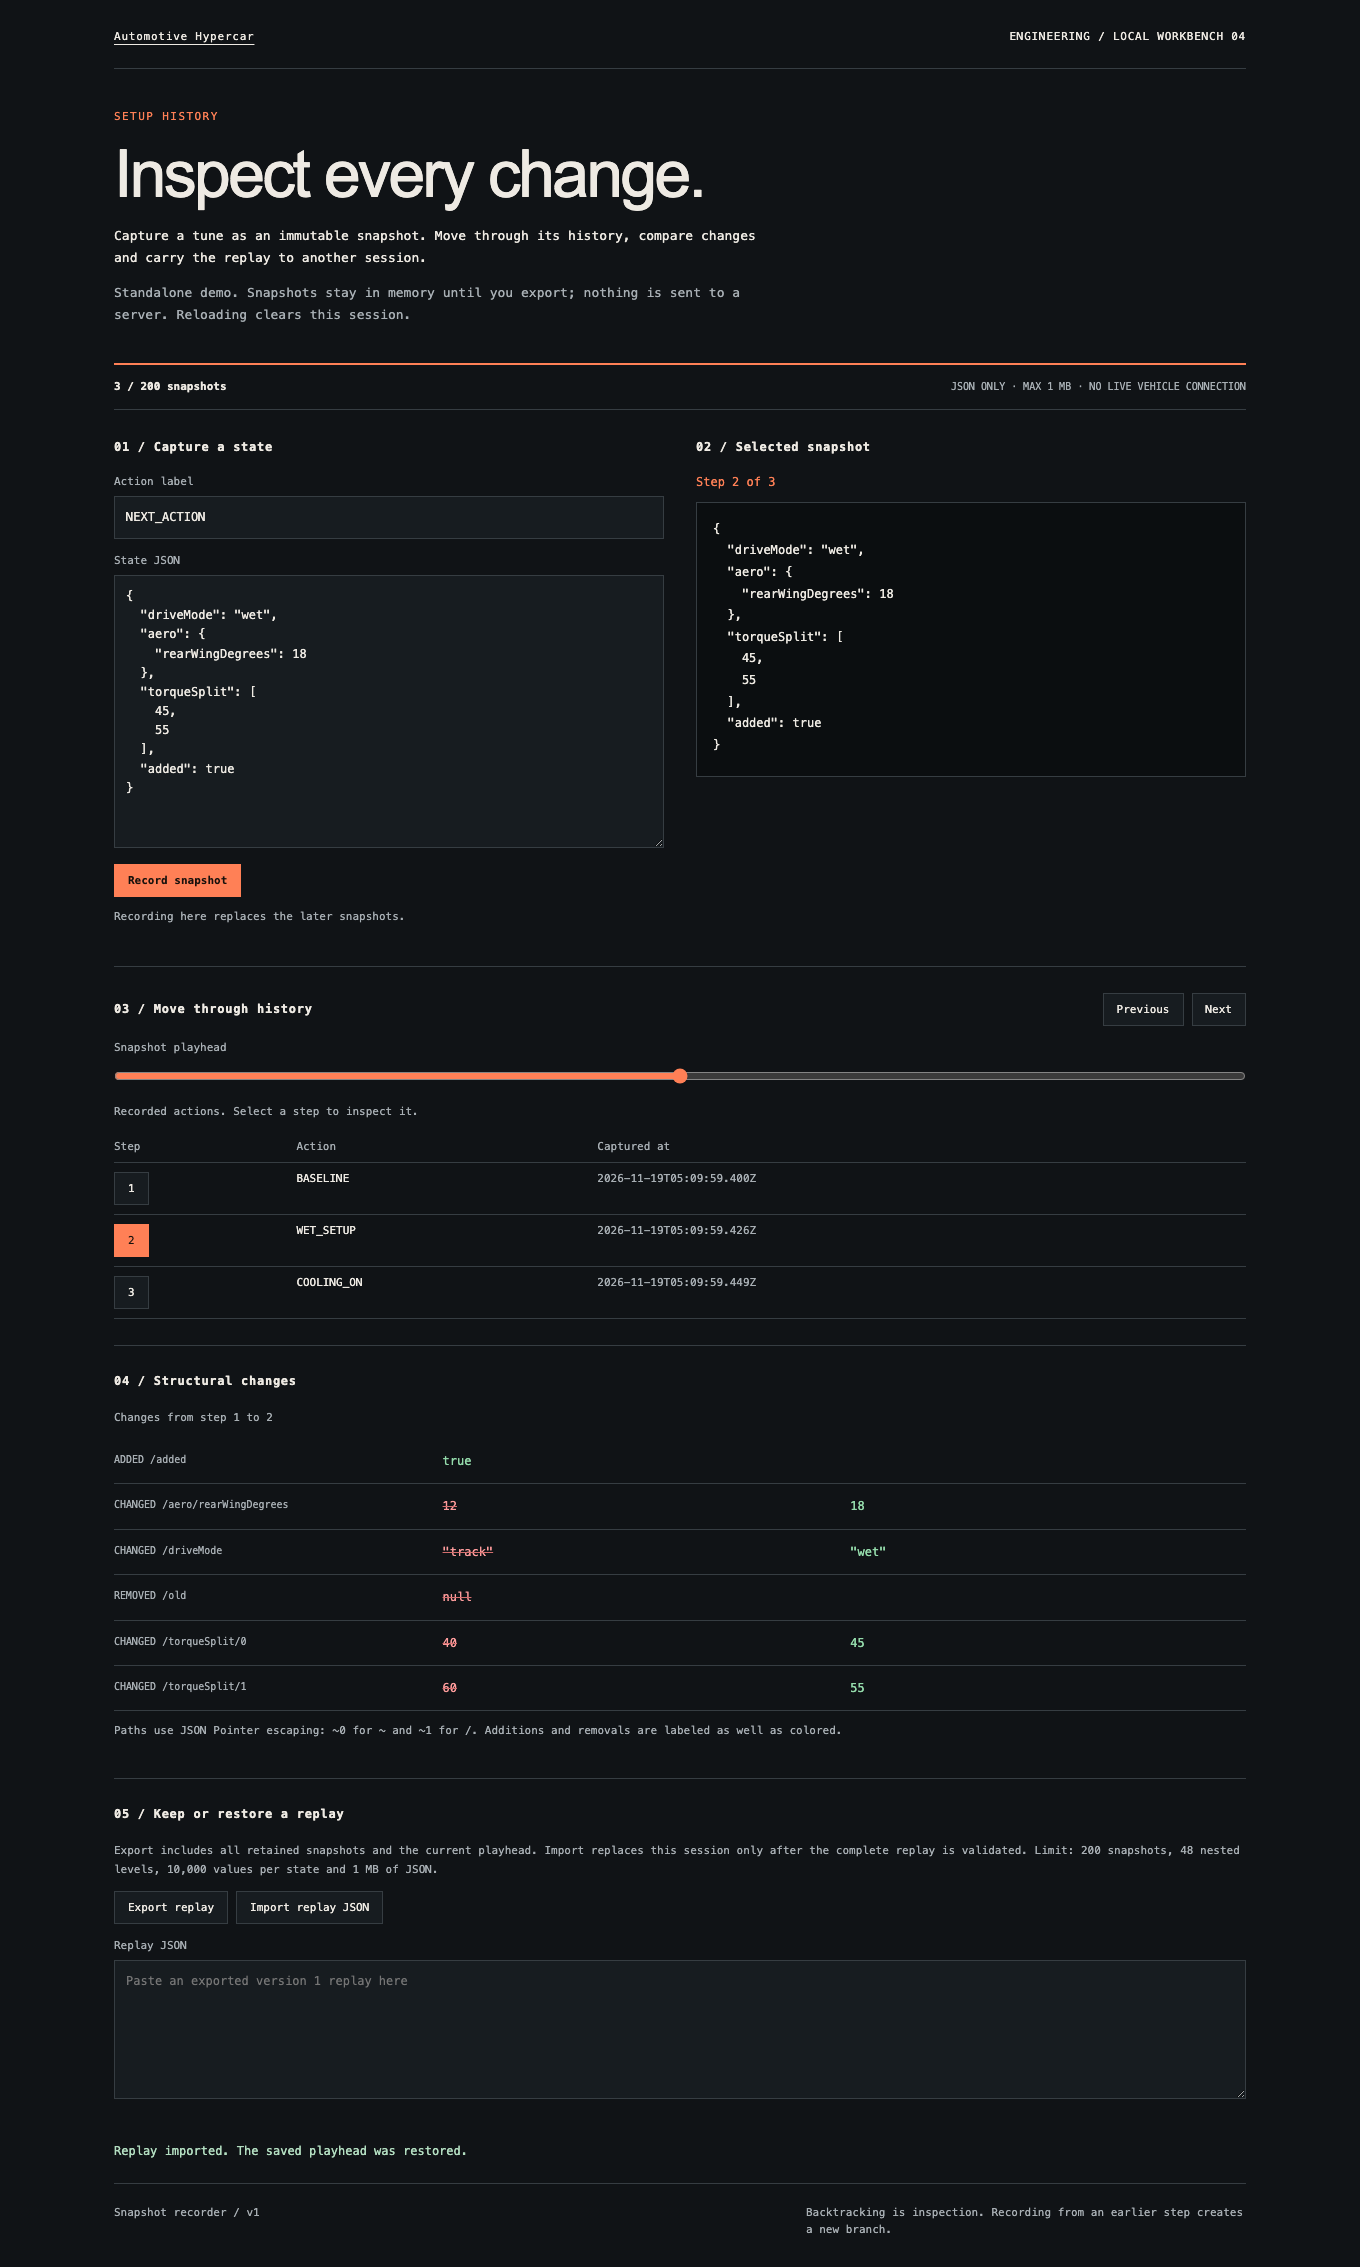 Automotive Hypercar
ENGINEERING / LOCAL WORKBENCH 04
SETUP HISTORY
Inspect every change.
Capture a tune as an immutable snapshot. Move through its history, compare changes
and carry the replay to another session.
Standalone demo. Snapshots stay in memory until you export; nothing is sent to a
server. Reloading clears this session.
3 / 200 snapshots
JSON ONLY · MAX 1 MB · NO LIVE VEHICLE CONNECTION
01 / Capture a state
Action label
NEXT_ACTION
State JSON
{
  "driveMode": "wet",
  "aero": {
    "rearWingDegrees": 18
  },
  "torqueSplit": [
    45,
    55
  ],
  "added": true
}
Record snapshot
Recording here replaces the later snapshots.
02 / Selected snapshot
Step 2 of 3
{
  "driveMode": "wet",
  "aero": {
    "rearWingDegrees": 18
  },
  "torqueSplit": [
    45,
    55
  ],
  "added": true
}
03 / Move through history
Previous
Next
Snapshot playhead
Recorded actions. Select a step to inspect it.
Step Action Captured at
1 BASELINE 2026-11-19T05:09:59.400Z
2 WET_SETUP 2026-11-19T05:09:59.426Z
3 COOLING_ON 2026-11-19T05:09:59.449Z
04 / Structural changes
Changes from step 1 to 2
ADDED /added true
CHANGED /aero/rearWingDegrees 12 18
CHANGED /driveMode "track" "wet"
REMOVED /old null
CHANGED /torqueSplit/0 40 45
CHANGED /torqueSplit/1 60 55
Paths use JSON Pointer escaping: ~0 for ~ and ~1 for /. Additions and removals are labeled as well as colored.
05 / Keep or restore a replay
Export includes all retained snapshots and the current playhead. Import replaces this session only after the complete replay is validated. Limit: 200 snapshots, 48 nested
levels, 10,000 values per state and 1 MB of JSON.
Export replay
Import replay JSON
Replay JSON
Paste an exported version 1 replay here
Replay imported. The saved playhead was restored.
Snapshot recorder / v1
Backtracking is inspection. Recording from an earlier step creates
a new branch.